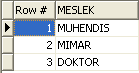 Row # MESLEK
1 MUHENDIS
2 MIMAR
3 DOKTOR